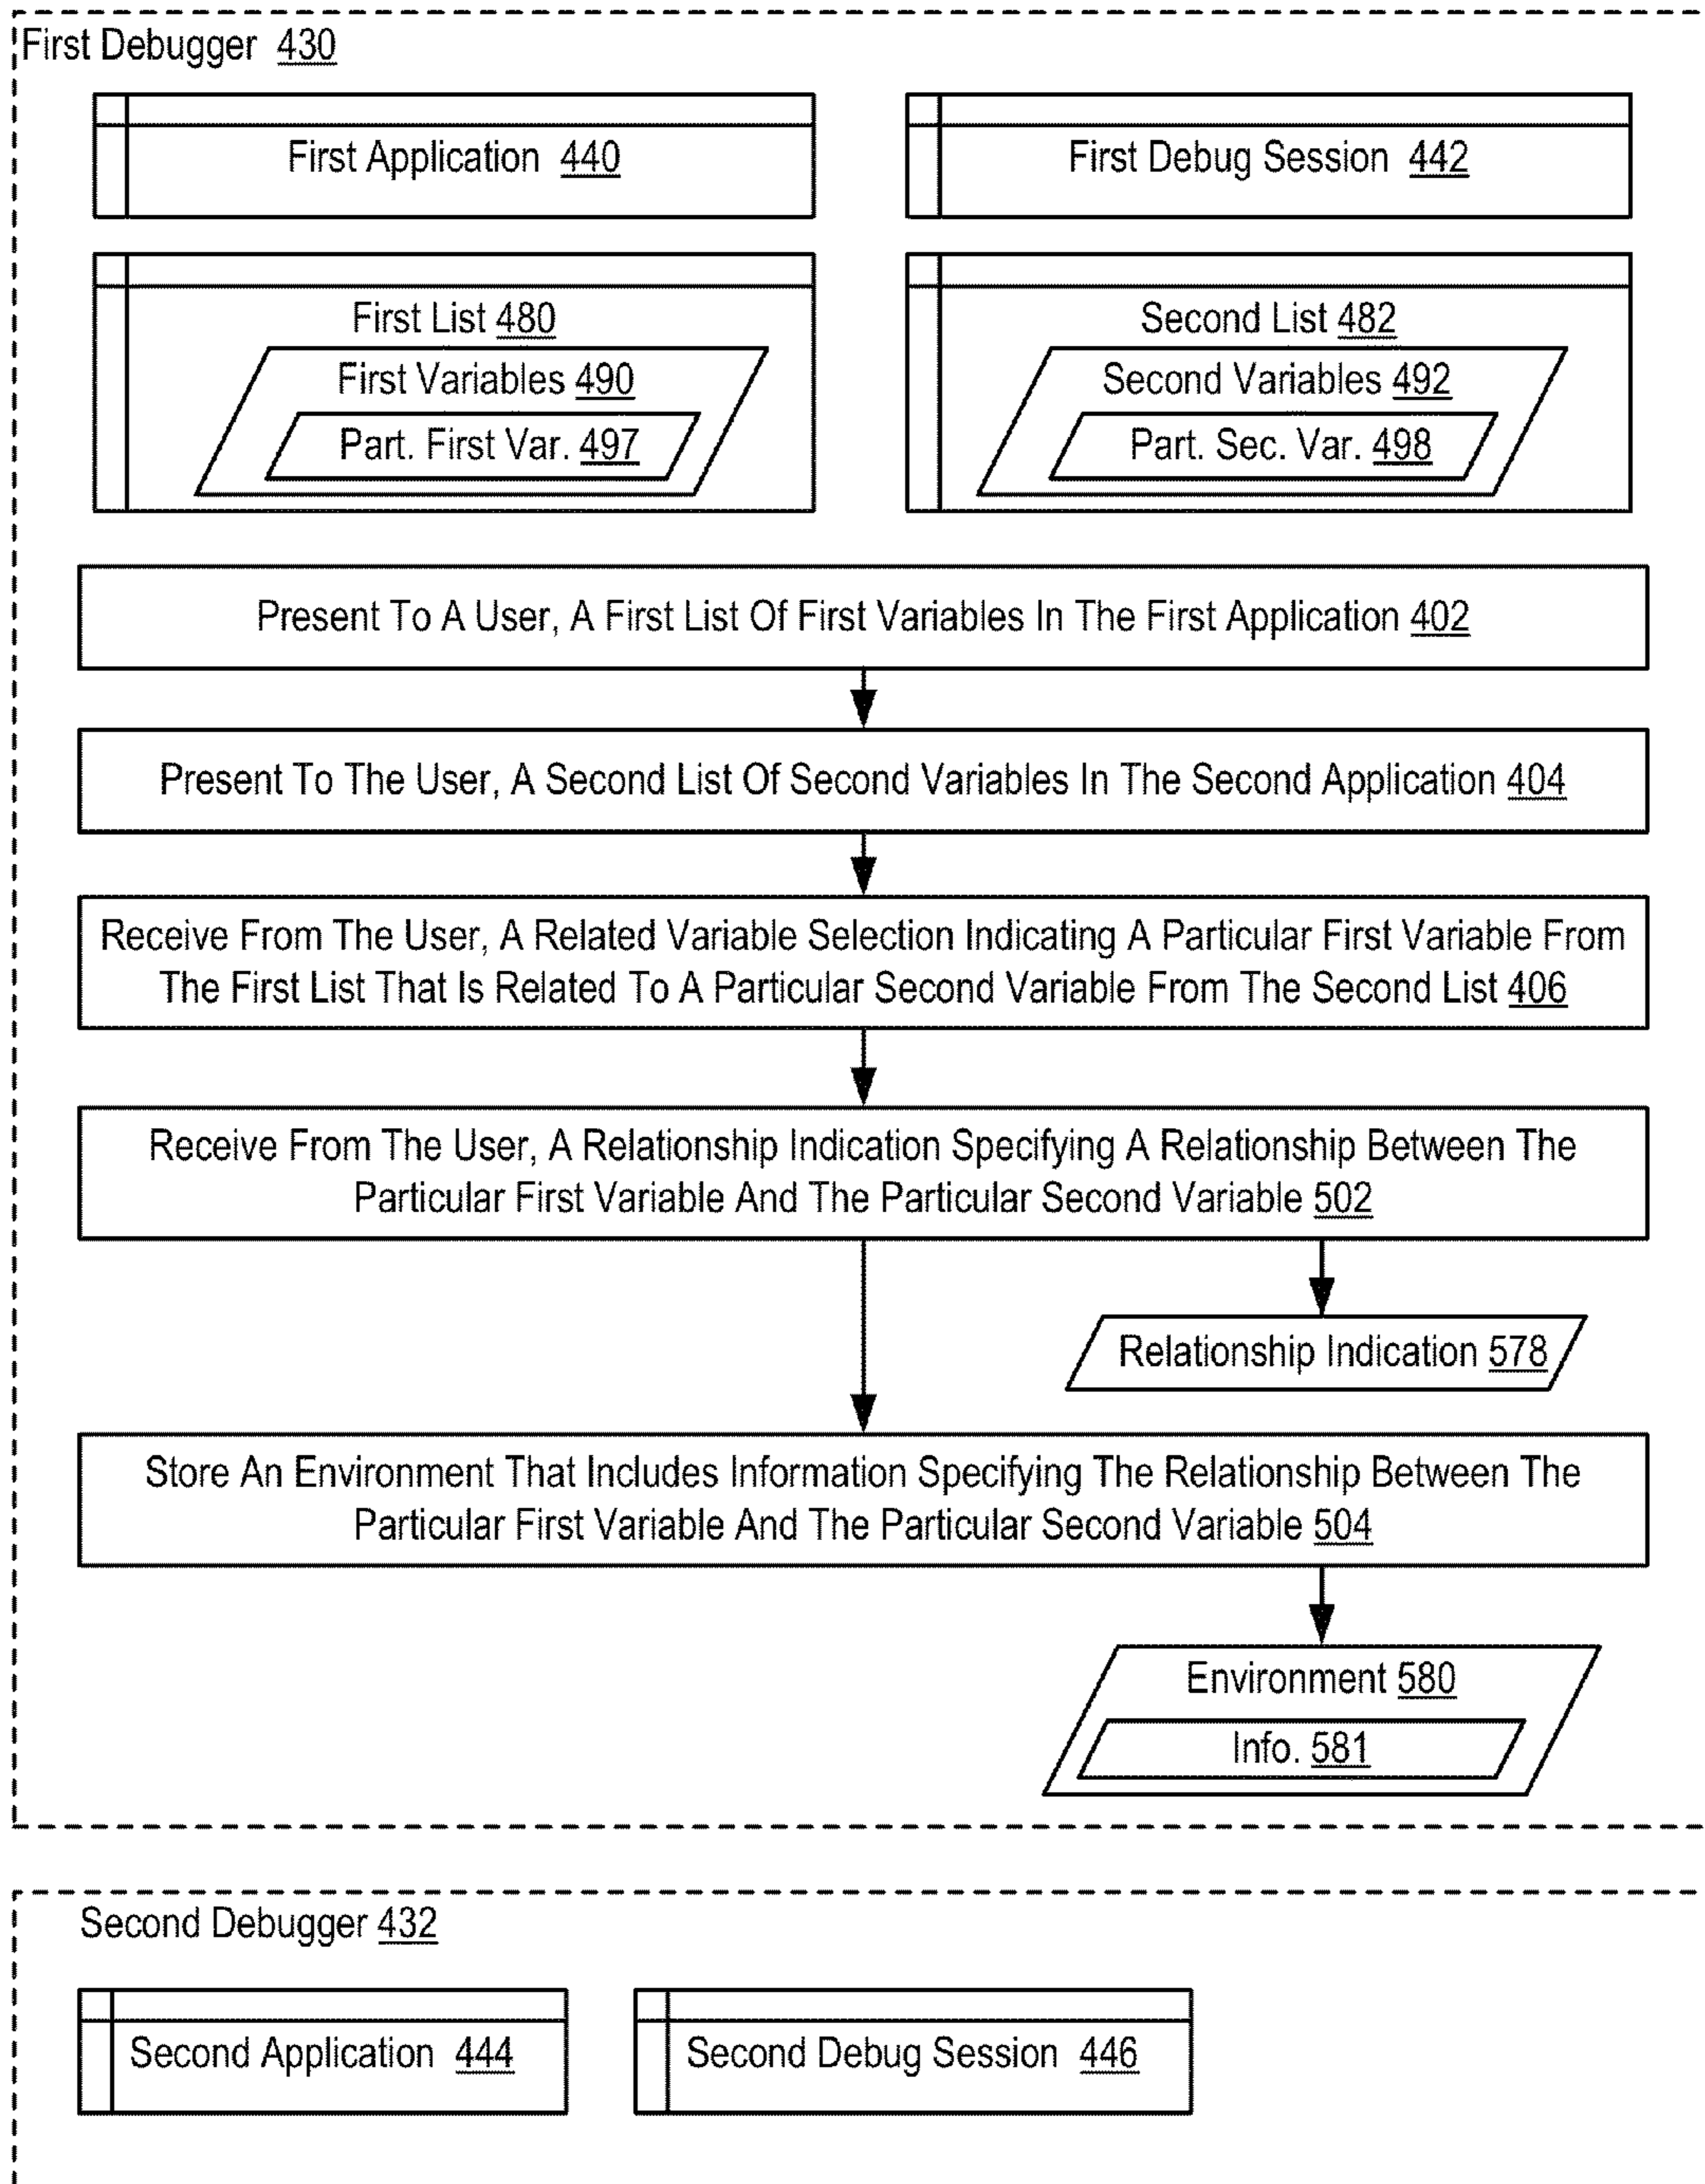 First Debugger 430
First Application 440
First Debug Session 442
First List 480
First Variables 490
Part. First Var. 497
Second List 482
Second Variables 492
Part. Sec. Var. 498
Present To A User, A First List Of First Variables In The First Application 402
Present To The User, A Second List Of Second Variables In The Second Application 404
Receive From The User, A Related Variable Selection Indicating A Particular First Variable From
The First List That Is Related To A Particular Second Variable From The Second List 406
Receive From The User, A Relationship Indication Specifying A Relationship Between The
Particular First Variable And The Particular Second Variable 502
Relationship Indication 578
Store An Environment That Includes Information Specifying The Relationship Between The
Particular First Variable And The Particular Second Variable 504
Environment 580
Info. 581
Second Debugger 432
Second Application 444
Second Debug Session 446